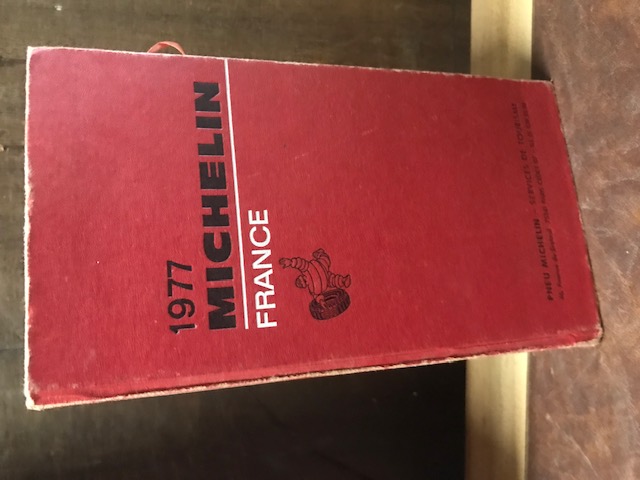 1977
MICHELIN
FRANCE
PNEU MICHELIN - SERVICES DE TOURISME